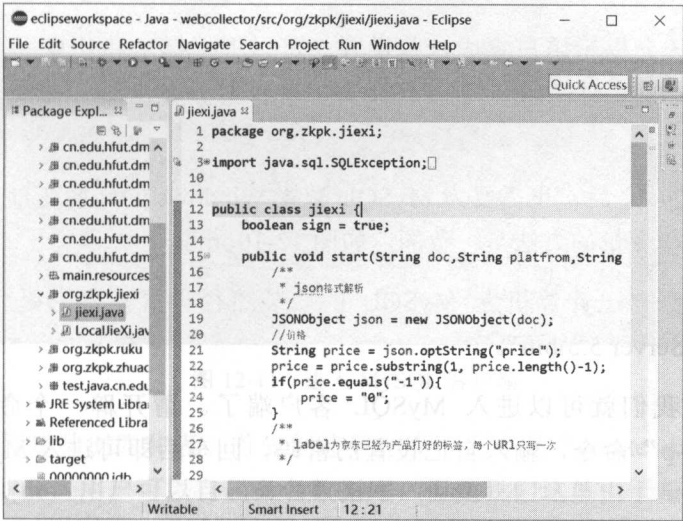 eclipseworkspace - Java - webcollector/src/org/zkpk/jiexi/jiexi.java - Eclipse
File Edit Source Refactor Navigate Search Project Run Window Help
Quick Access
Package Expl...
cn.edu.hfut.dm
cn.edu.hfut.dm
cn.edu.hfut.dm
cn.edu.hfut.dm
cn.edu.hfut.dm
cn.edu.hfut.dm
cn.edu.hfut.dm
main.resources
org.zkpk.jiexi
jiexi.java
LocalJieXi.jav
org.zkpk.ruku
org.zkpk.zhuac
test.java.cn.edu
JRE System Libra
Referenced Libra
lib
target
00000000.jdb
jiexi.java
1 package org.zkpk.jiexi;
2
3 import java.sql.SQLException;
10
11
12 public class jiexi {
13 boolean sign = true;
14
15 public void start(String doc,String platfrom,String
16 /**
17 * json格式解析
18 */
19 JSONObject json = new JSONObject(doc);
20 //价格
21 String price = json.optString("price");
22 price = price.substring(1, price.length()-1);
23 if(price.equals("-1")){
24 price = "0";
25 }
26 /**
27 * label为京东已经为产品打好的标签，每个URl只写一次
28 */
29
Writable Smart Insert 12:21